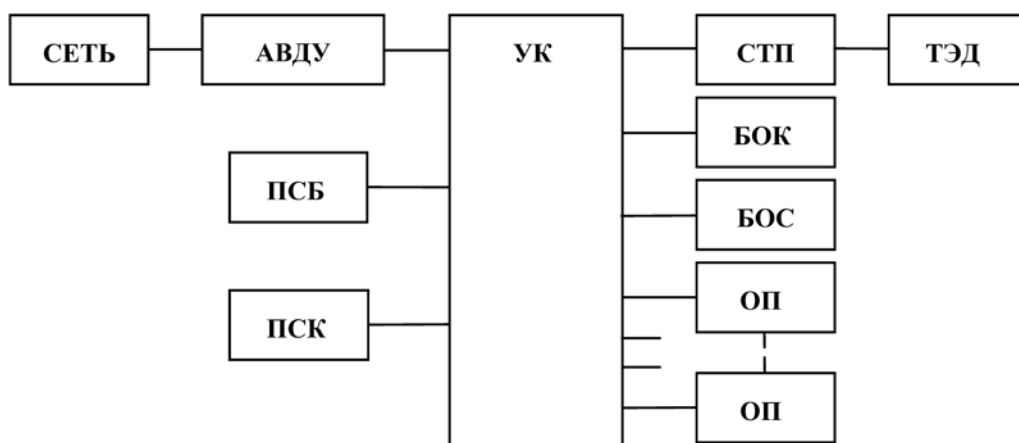 СЕТЬ АВДУ УК СТП ТЭД
БОК
ПСБ
БОС
ОП
ПСК
ОП